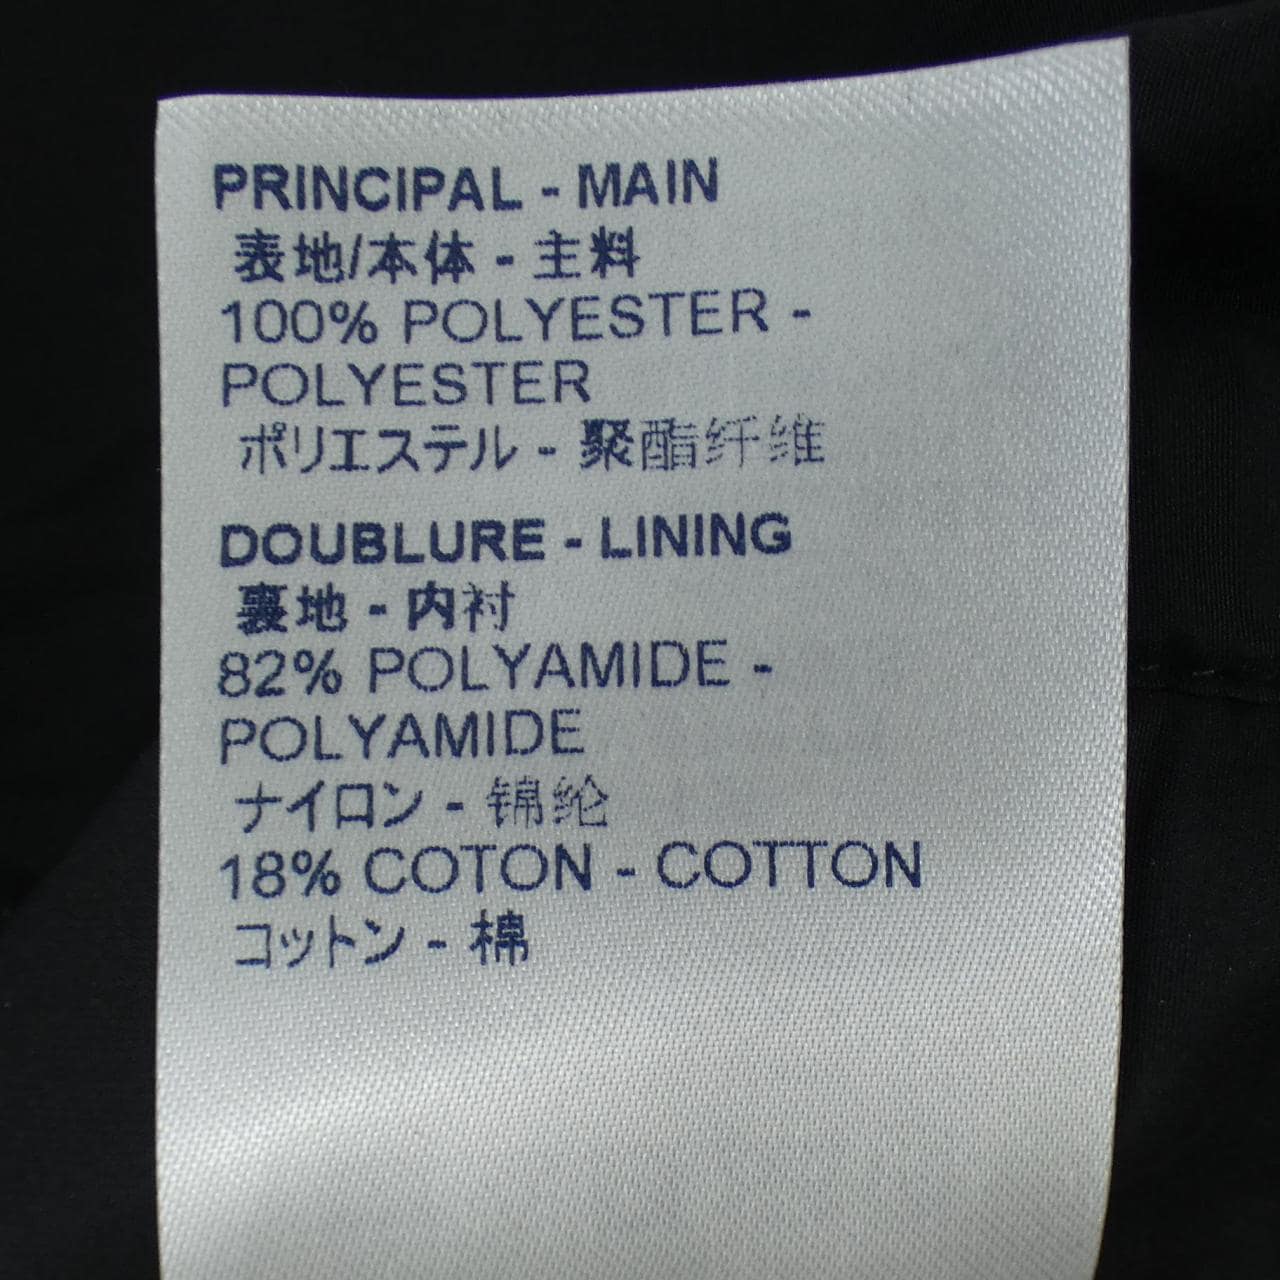 PRINCIPAL - MAIN
表地/本体 - 主料
100% POLYESTER -
POLYESTER
ポリエステル - 聚酯纤维
DOUBLURE - LINING
裏地 - 内衬
82% POLYAMIDE -
POLYAMIDE
ナイロン - 锦纶
18% COTON - COTTON
コットン - 棉